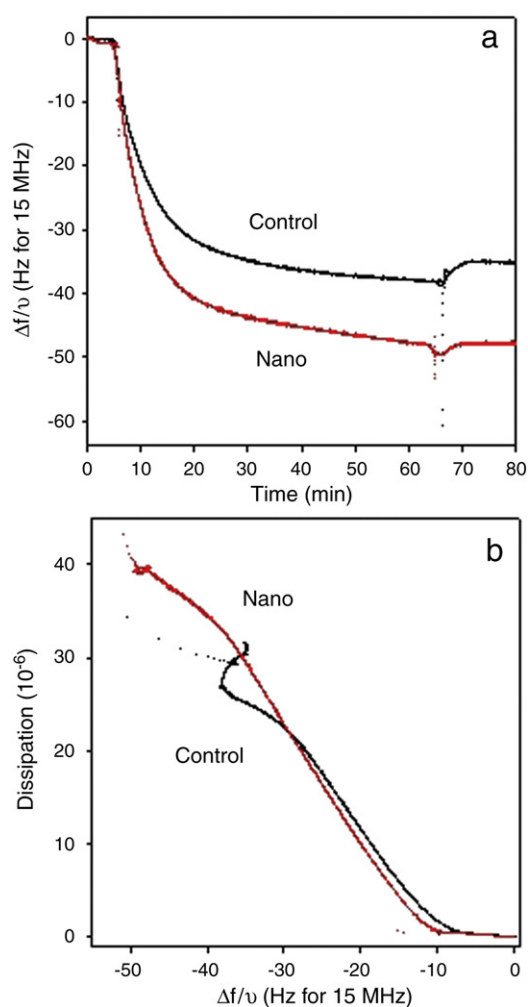 a
0
-10
-20
-30
-40
-50
-60
Δf/υ (Hz for 15 MHz)
Control
Nano
0 10 20 30 40 50 60 70 80
Time (min)
b
40
30
20
10
0
Dissipation (10⁻⁶)
Nano
Control
-50 -40 -30 -20 -10 0
Δf/υ (Hz for 15 MHz)